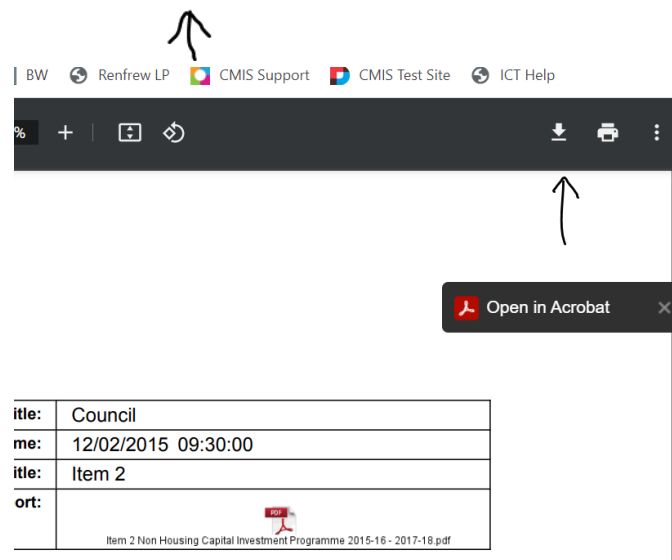 BW Renfrew LP CMIS Support CMIS Test Site ICT Help
%
Open in Acrobat
itle: Council
me: 12/02/2015 09:30:00
itle: Item 2
ort:
PDF
Item 2 Non Housing Capital Investment Programme 2015-16 - 2017-18.pdf